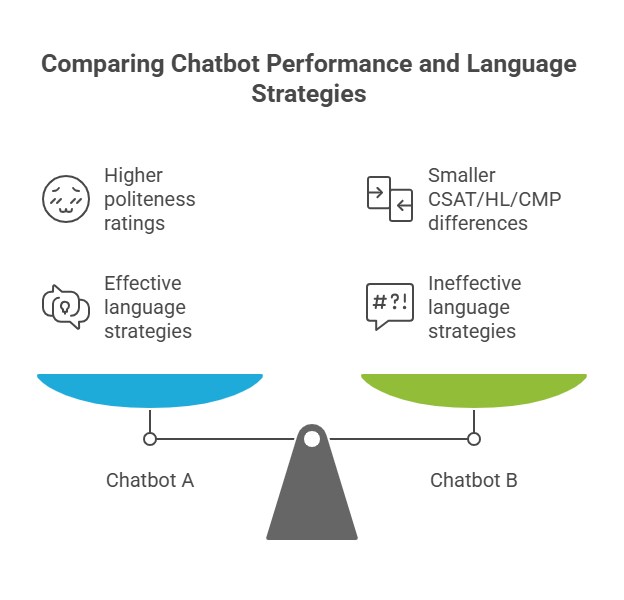 Comparing Chatbot Performance and Language
Strategies
Higher
politeness
ratings
Smaller
CSAT/HL/CMP
differences
Effective
language
strategies
Ineffective
language
strategies
#?!
Chatbot A
Chatbot B